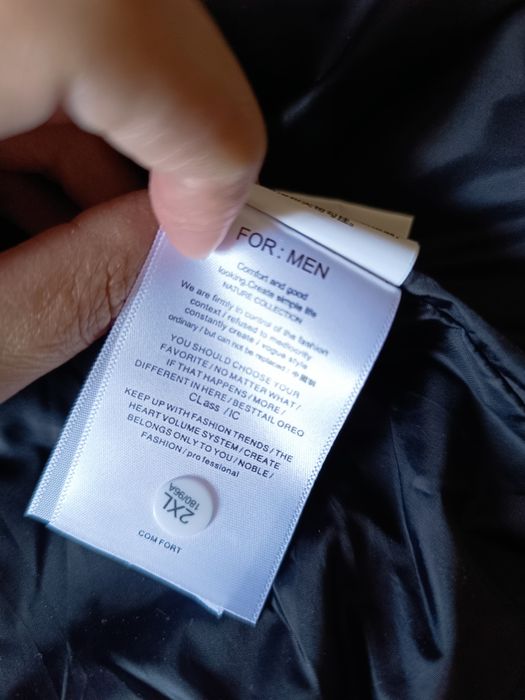 FOR : MEN
Comfort and good
looking.Create simple life
NATURE COLLECTION
We are firmly in control of the fashion
context / refused to mediocrity
constantly create / vogue style
ordinary / but can not be replaced :
YOU SHOULD CHOOSE YOUR
FAVORITE / NO MATTER WHAT /
IF THAT HAPPENS / MORE /
DIFFERENT IN HERE / BESTTAIL OREO
CLass / IC
KEEP UP WITH FASHION TRENDS / THE
HEART VOLUME SYSTEM / CREATE
BELONGS ONLY TO YOU / NOBLE /
FASHION / professional
2XL
180/96A
COMFORT